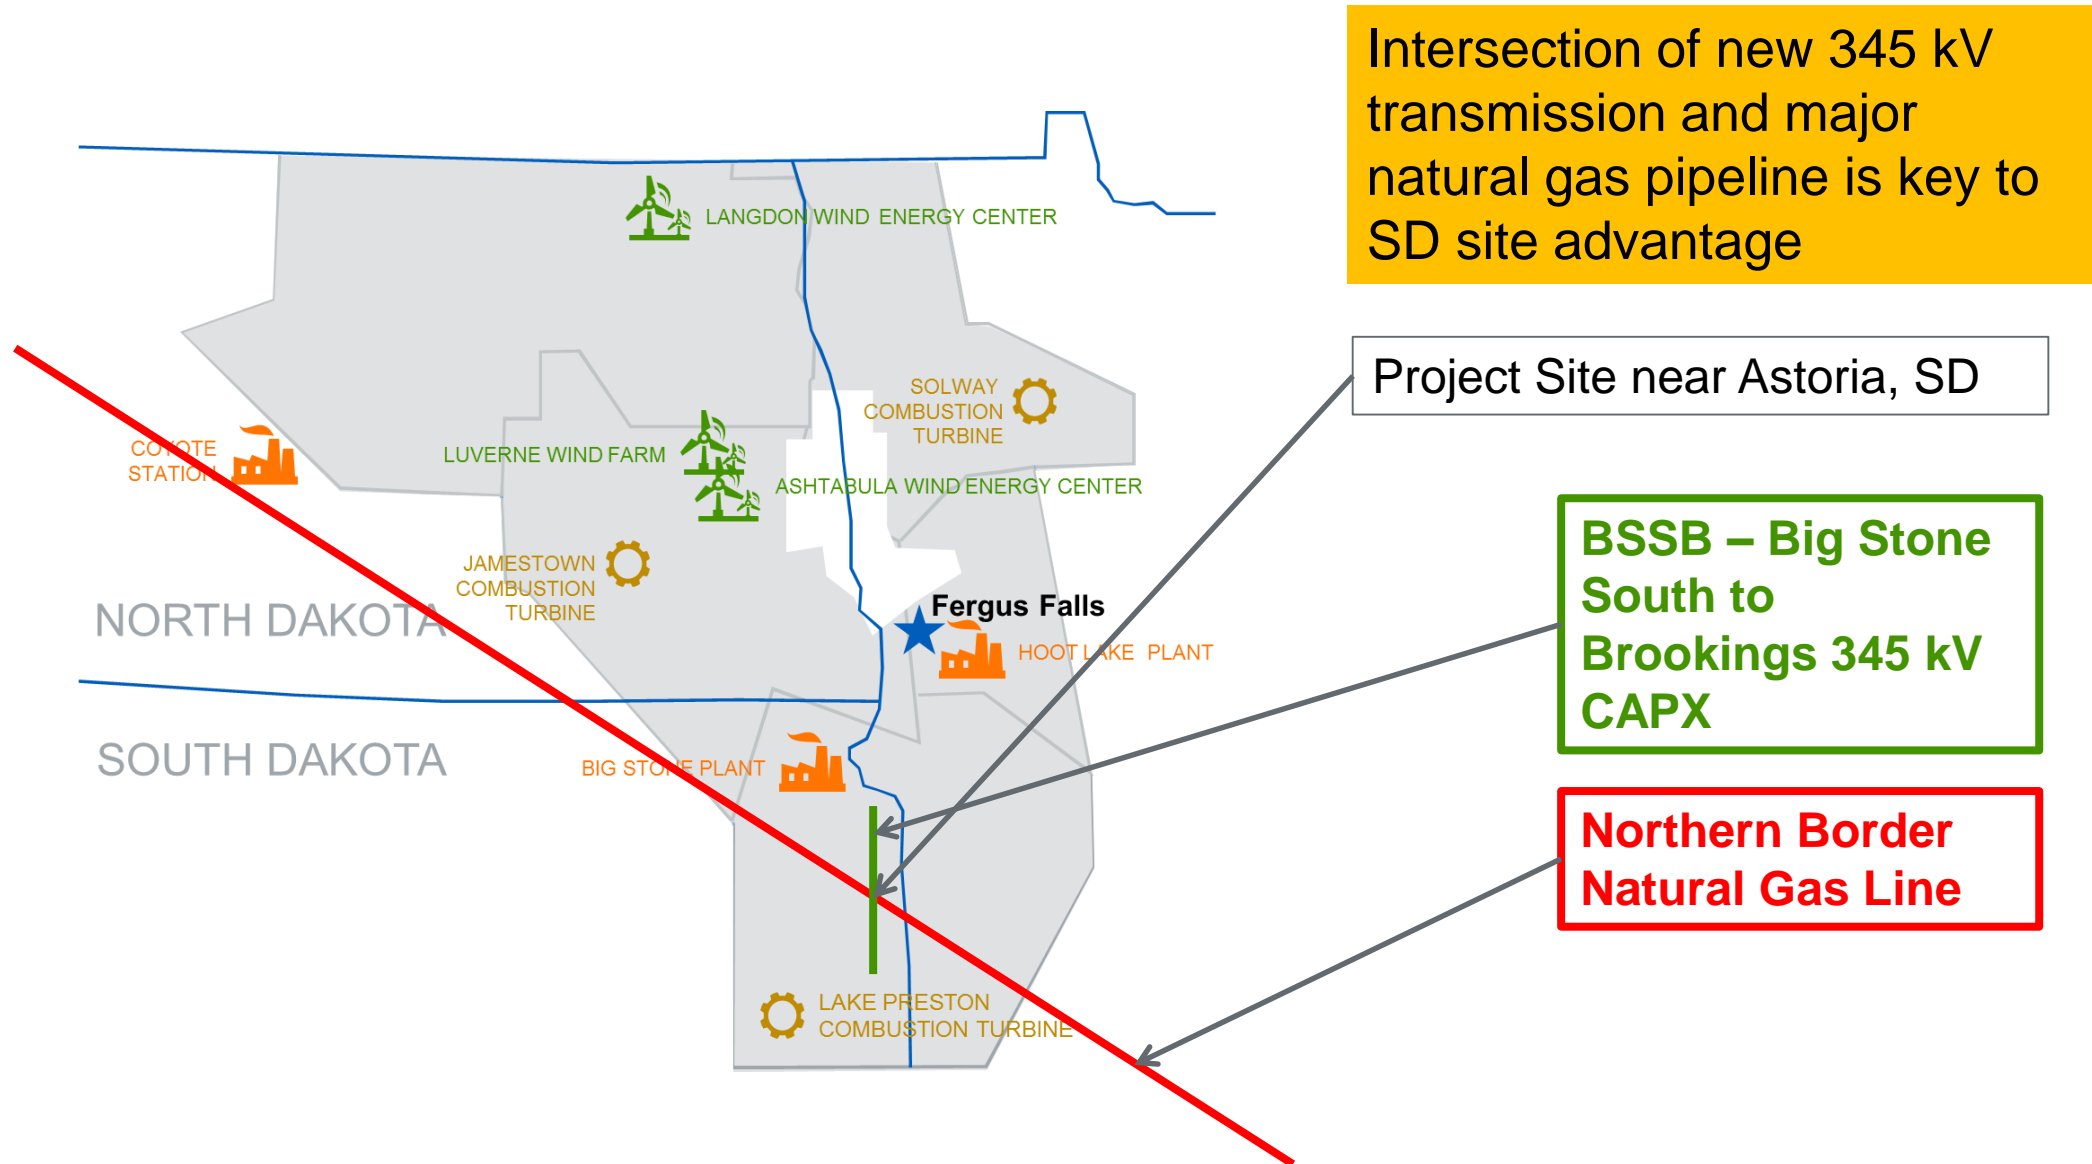 Intersection of new 345 kV
transmission and major
natural gas pipeline is key to
SD site advantage
LANGDON WIND ENERGY CENTER
Project Site near Astoria, SD
SOLWAY
COMBUSTION
TURBINE
COYOTE
STATION
LUVERNE WIND FARM
ASHTABULA WIND ENERGY CENTER
BSSB – Big Stone
South to
Brookings 345 kV
CAPX
JAMESTOWN
COMBUSTION
TURBINE
NORTH DAKOTA
Fergus Falls
HOOT LAKE PLANT
SOUTH DAKOTA
BIG STONE PLANT
Northern Border
Natural Gas Line
LAKE PRESTON
COMBUSTION TURBINE